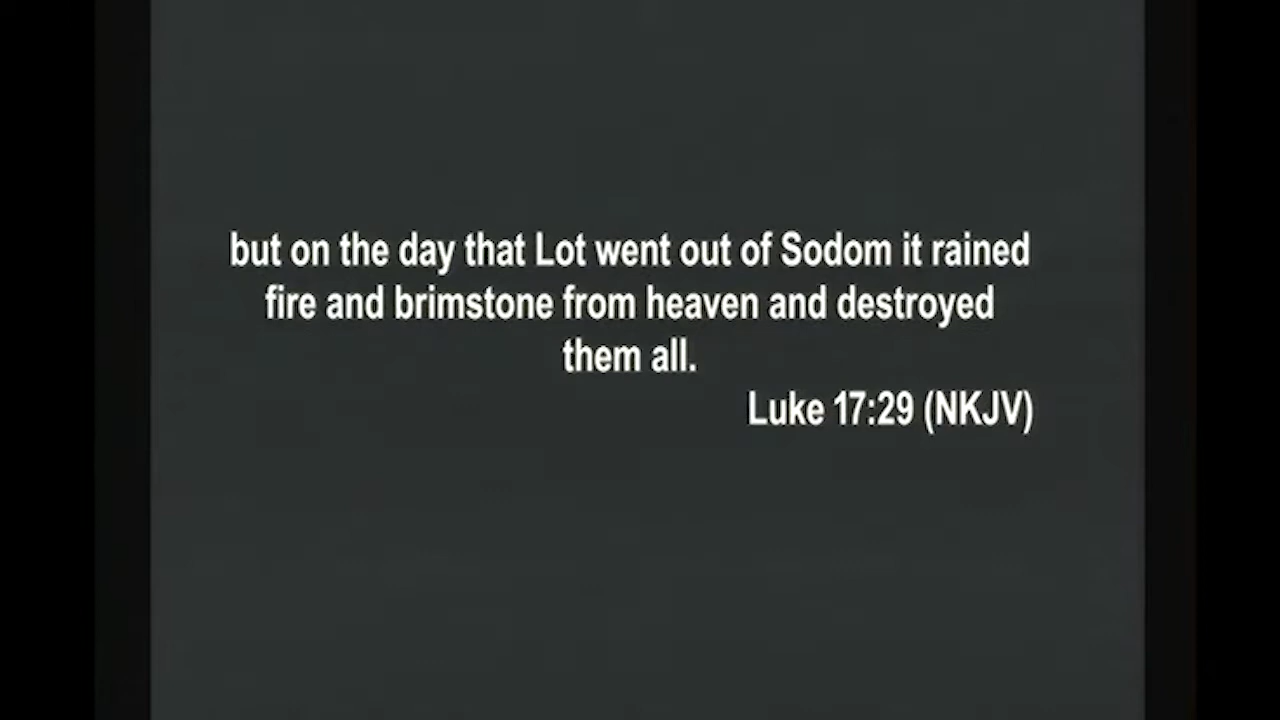 but on the day that Lot went out of Sodom it rained
fire and brimstone from heaven and destroyed
them all.
Luke 17:29 (NKJV)